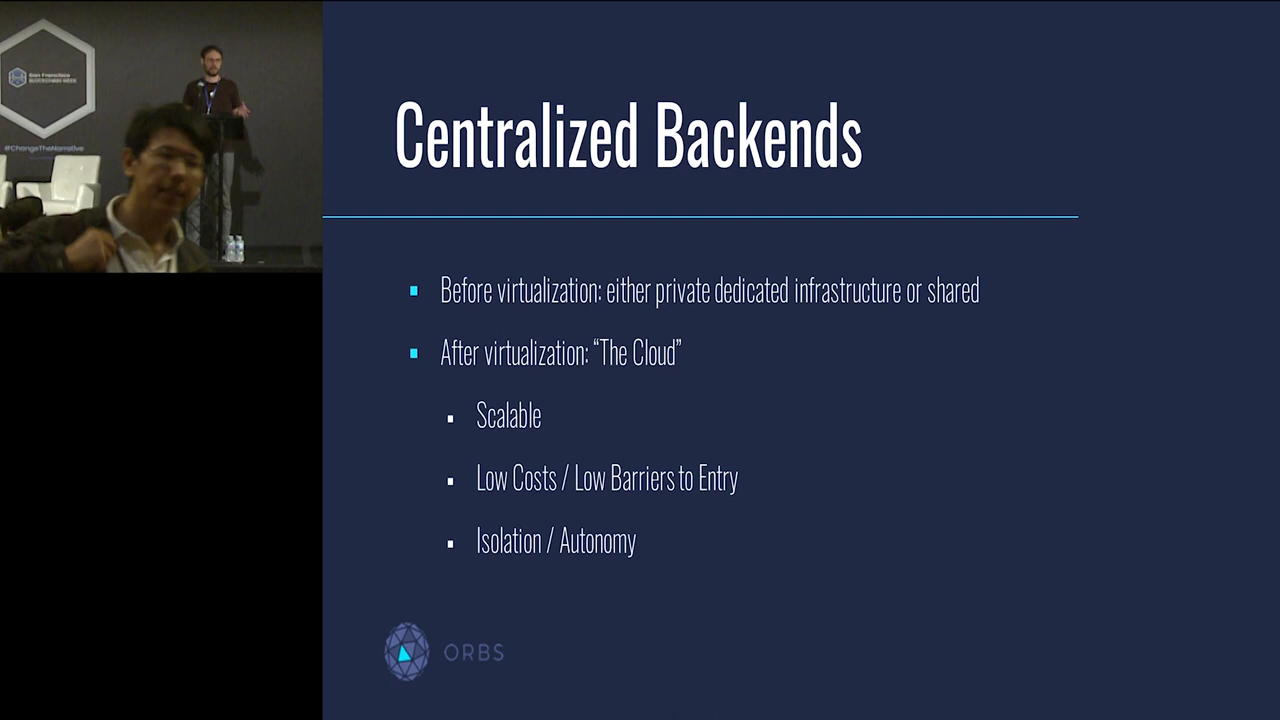 San Francisco
BLOCKCHAIN WEEK
#ChangeTheNarrative
Centralized Backends
Before virtualization: either private dedicated infrastructure or shared
After virtualization: “The Cloud”
Scalable
Low Costs / Low Barriers to Entry
Isolation / Autonomy
ORBS